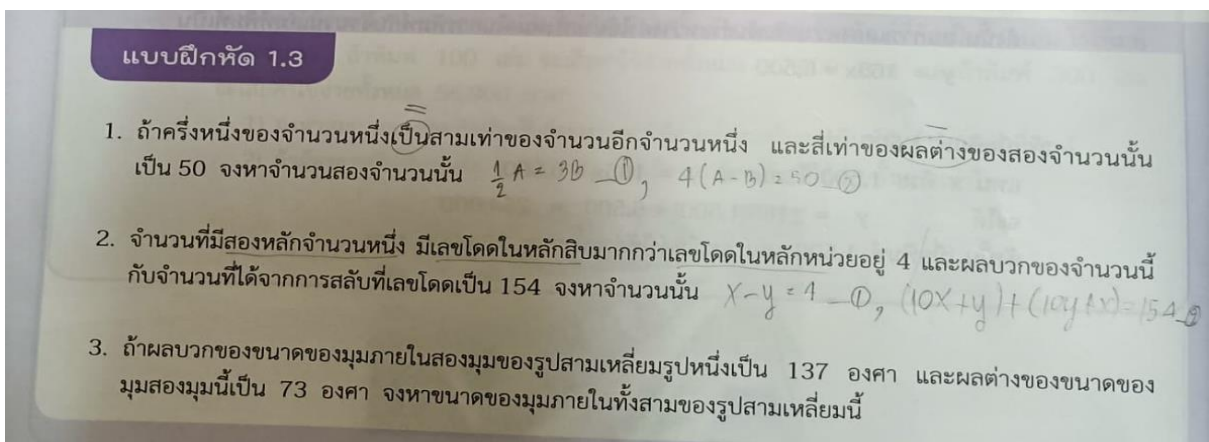 แบบฝึกหัด 1.3
1. ถ้าครึ่งหนึ่งของจำนวนหนึ่งเป็นสามเท่าของจำนวนอีกจำนวนหนึ่ง และสี่เท่าของผลต่างของสองจำนวนนั้น
เป็น 50 จงหาจำนวนสองจำนวนนั้น ½A = 3B —①, 4(A-B)=50—②
2. จำนวนที่มีสองหลักจำนวนหนึ่ง มีเลขโดดในหลักสิบมากกว่าเลขโดดในหลักหน่วยอยู่ 4 และผลบวกของจำนวนนี้
กับจำนวนที่ได้จากการสลับที่เลขโดดเป็น 154 จงหาจำนวนนั้น X-y = 4 —①, (10X+y)+(10y+x)=154—②
3. ถ้าผลบวกของขนาดของมุมภายในสองมุมของรูปสามเหลี่ยมรูปหนึ่งเป็น 137 องศา และผลต่างของขนาดของ
มุมสองมุมนี้เป็น 73 องศา จงหาขนาดของมุมภายในทั้งสามของรูปสามเหลี่ยมนี้